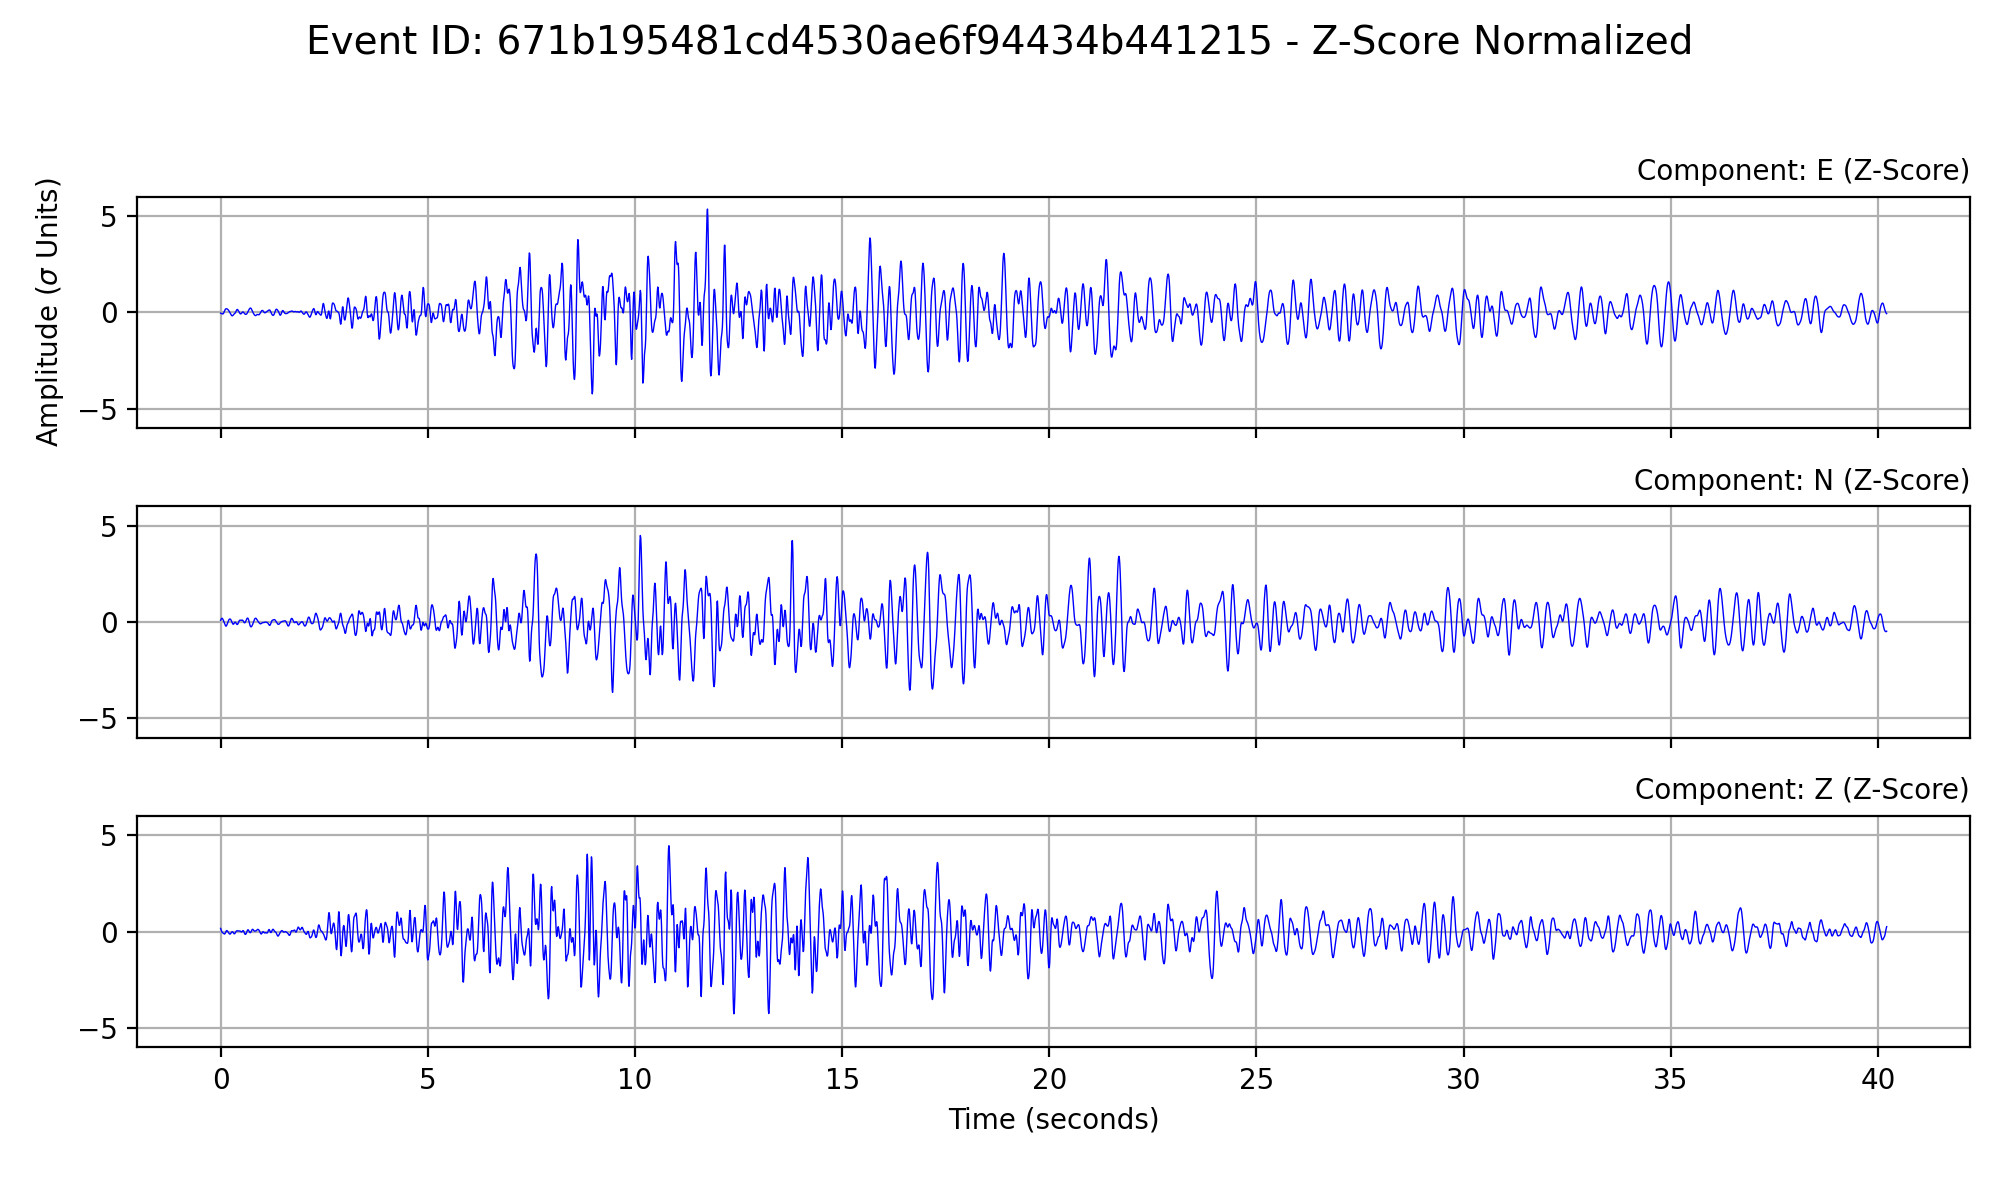 Event ID: 671b195481cd4530ae6f94434b441215 - Z-Score Normalized
Component: E (Z-Score)
Amplitude (σ Units)
5
0
−5
Component: N (Z-Score)
5
0
−5
Component: Z (Z-Score)
5
0
−5
0 5 10 15 20 25 30 35 40
Time (seconds)